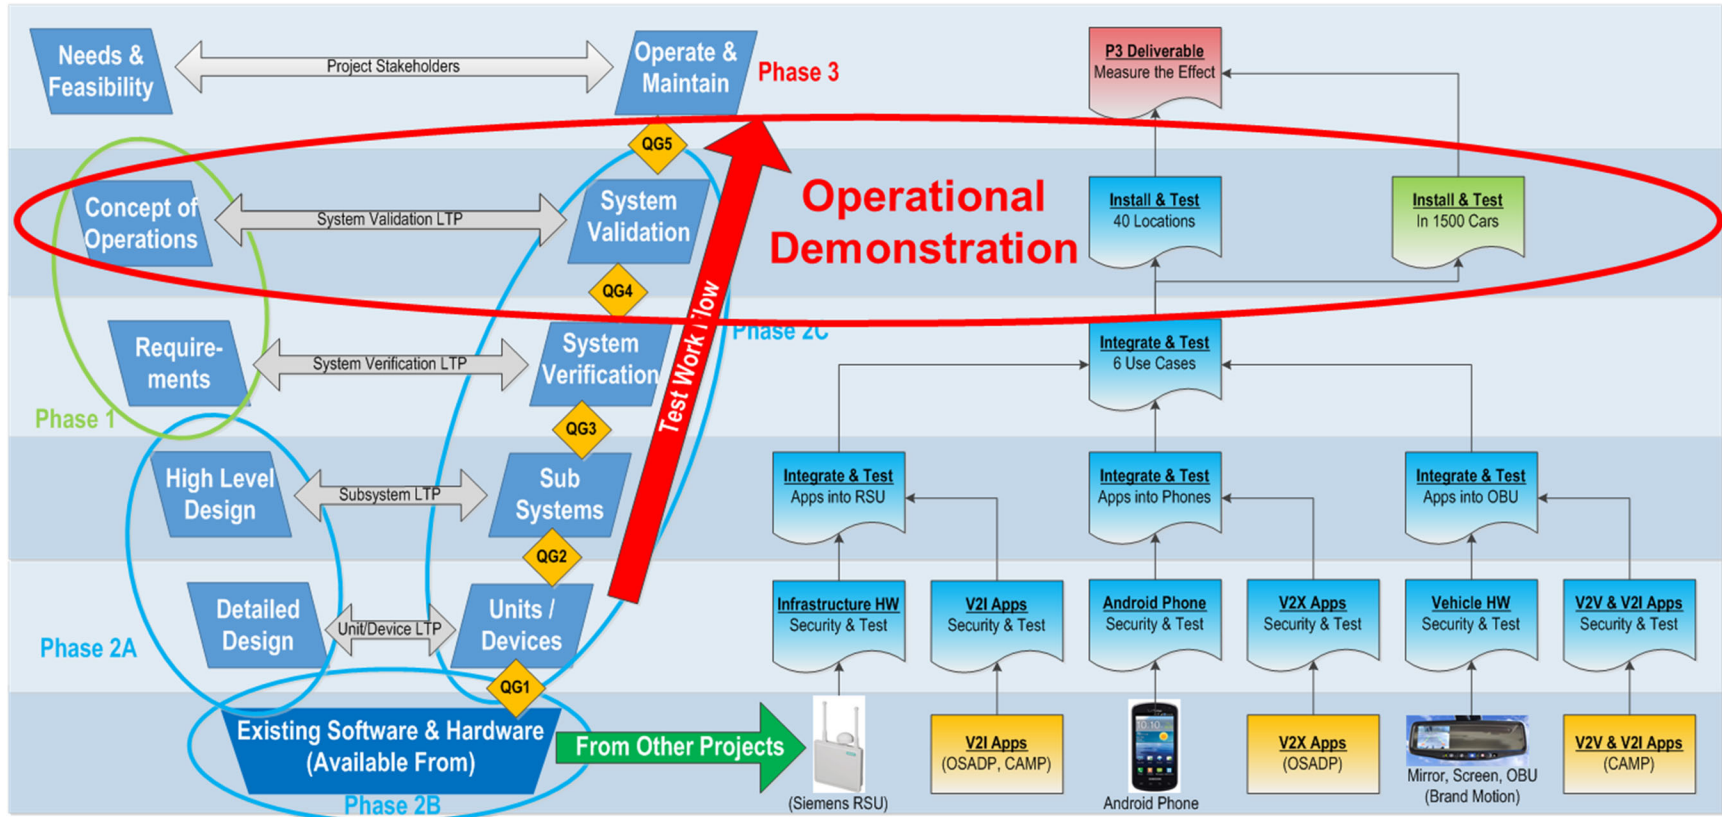 Needs &
Feasibility
Project Stakeholders
Operate &
Maintain
Phase 3
P3 Deliverable
Measure the Effect
QG5
Concept of
Operations
System Validation LTP
System
Validation
Operational
Demonstration
Install & Test
40 Locations
Install & Test
In 1500 Cars
QG4
Phase 2C
Test Work Flow
Require-
ments
System Verification LTP
System
Verification
Integrate & Test
6 Use Cases
Phase 1
QG3
High Level
Design
Subsystem LTP
Sub
Systems
Integrate & Test
Apps into RSU
Integrate & Test
Apps into Phones
Integrate & Test
Apps into OBU
QG2
Detailed
Design
Unit/Device LTP
Units /
Devices
Phase 2A
Infrastructure HW
Security & Test
V2I Apps
Security & Test
Android Phone
Security & Test
V2X Apps
Security & Test
Vehicle HW
Security & Test
V2V & V2I Apps
Security & Test
QG1
Existing Software & Hardware
(Available From)
Phase 2B
From Other Projects
(Siemens RSU)
V2I Apps
(OSADP, CAMP)
10:10
Android Phone
V2X Apps
(OSADP)
Mirror, Screen, OBU
(Brand Motion)
V2V & V2I Apps
(CAMP)